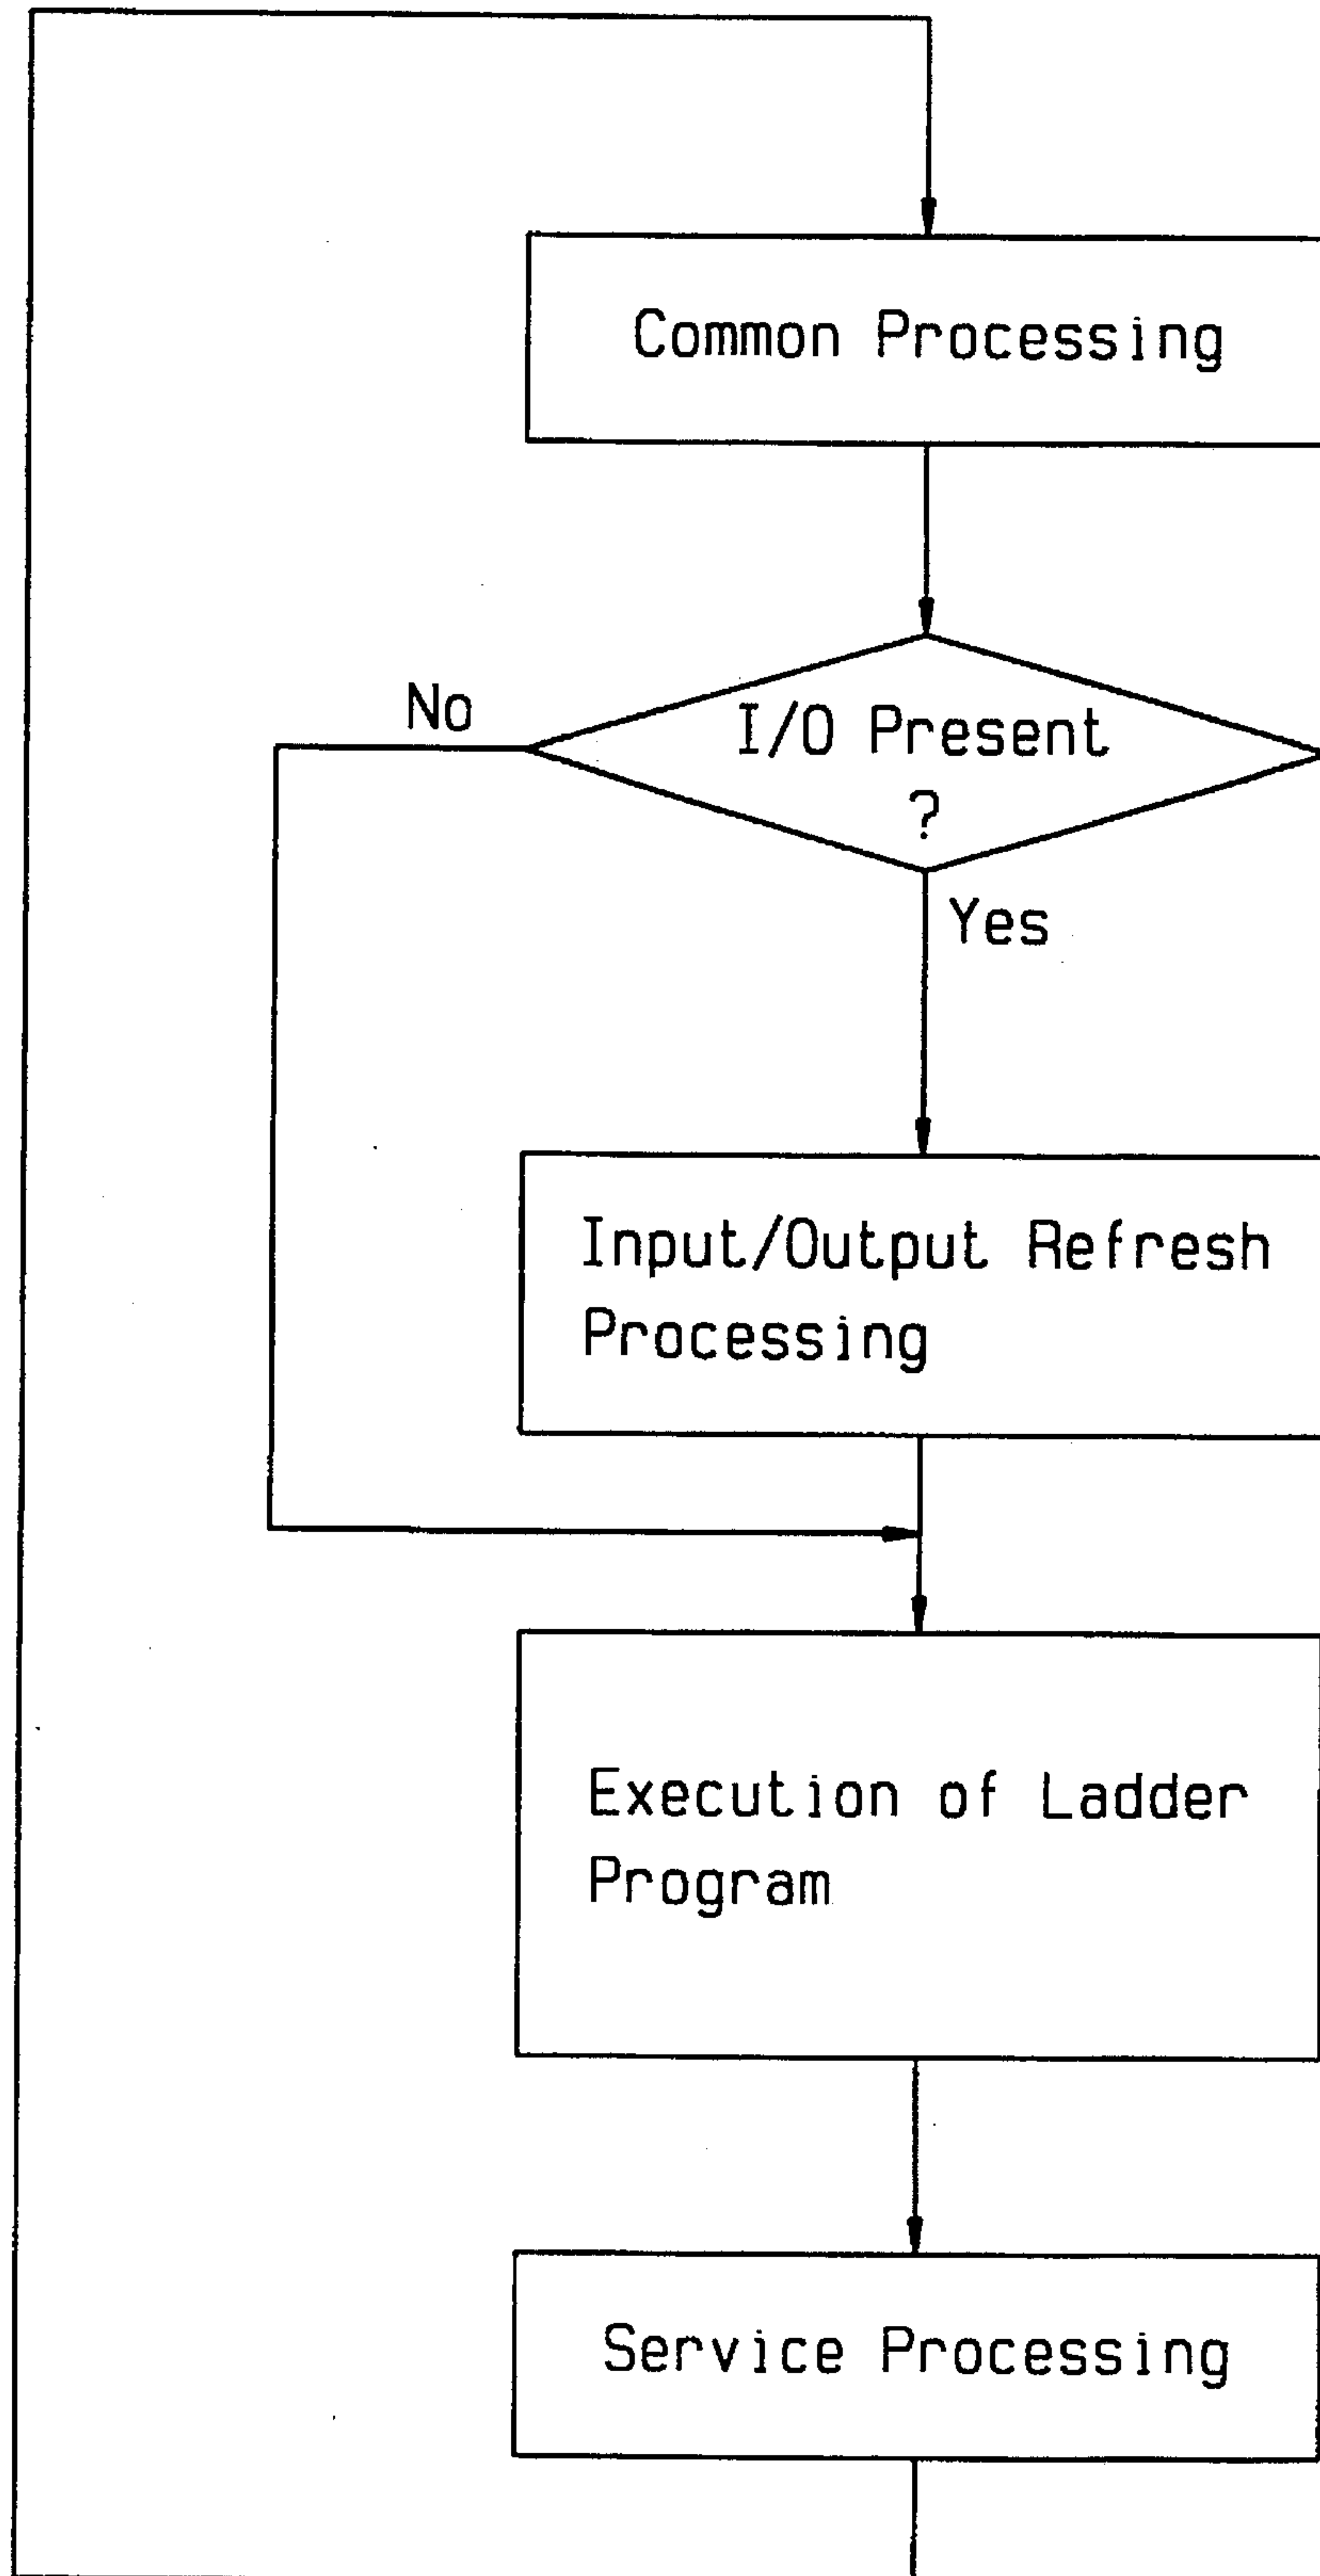 Common Processing
No
I/O Present
?
Yes
Input/Output Refresh
Processing
Execution of Ladder
Program
Service Processing